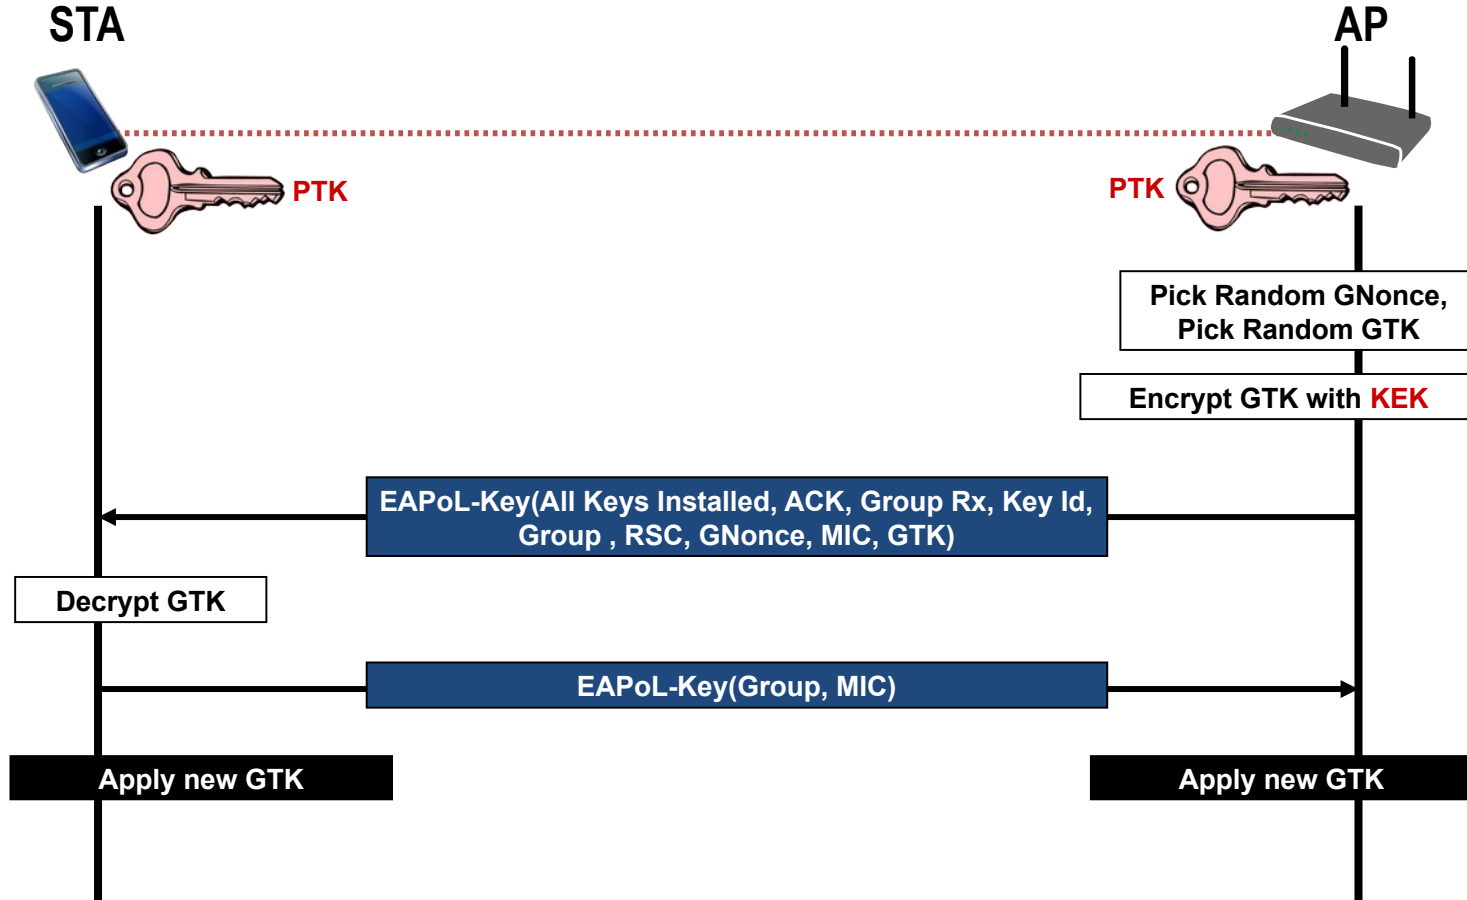 STA
AP
PTK
PTK
Pick Random GNonce,
Pick Random GTK
Encrypt GTK with KEK
EAPoL-Key(All Keys Installed, ACK, Group Rx, Key Id,
Group , RSC, GNonce, MIC, GTK)
Decrypt GTK
EAPoL-Key(Group, MIC)
Apply new GTK
Apply new GTK